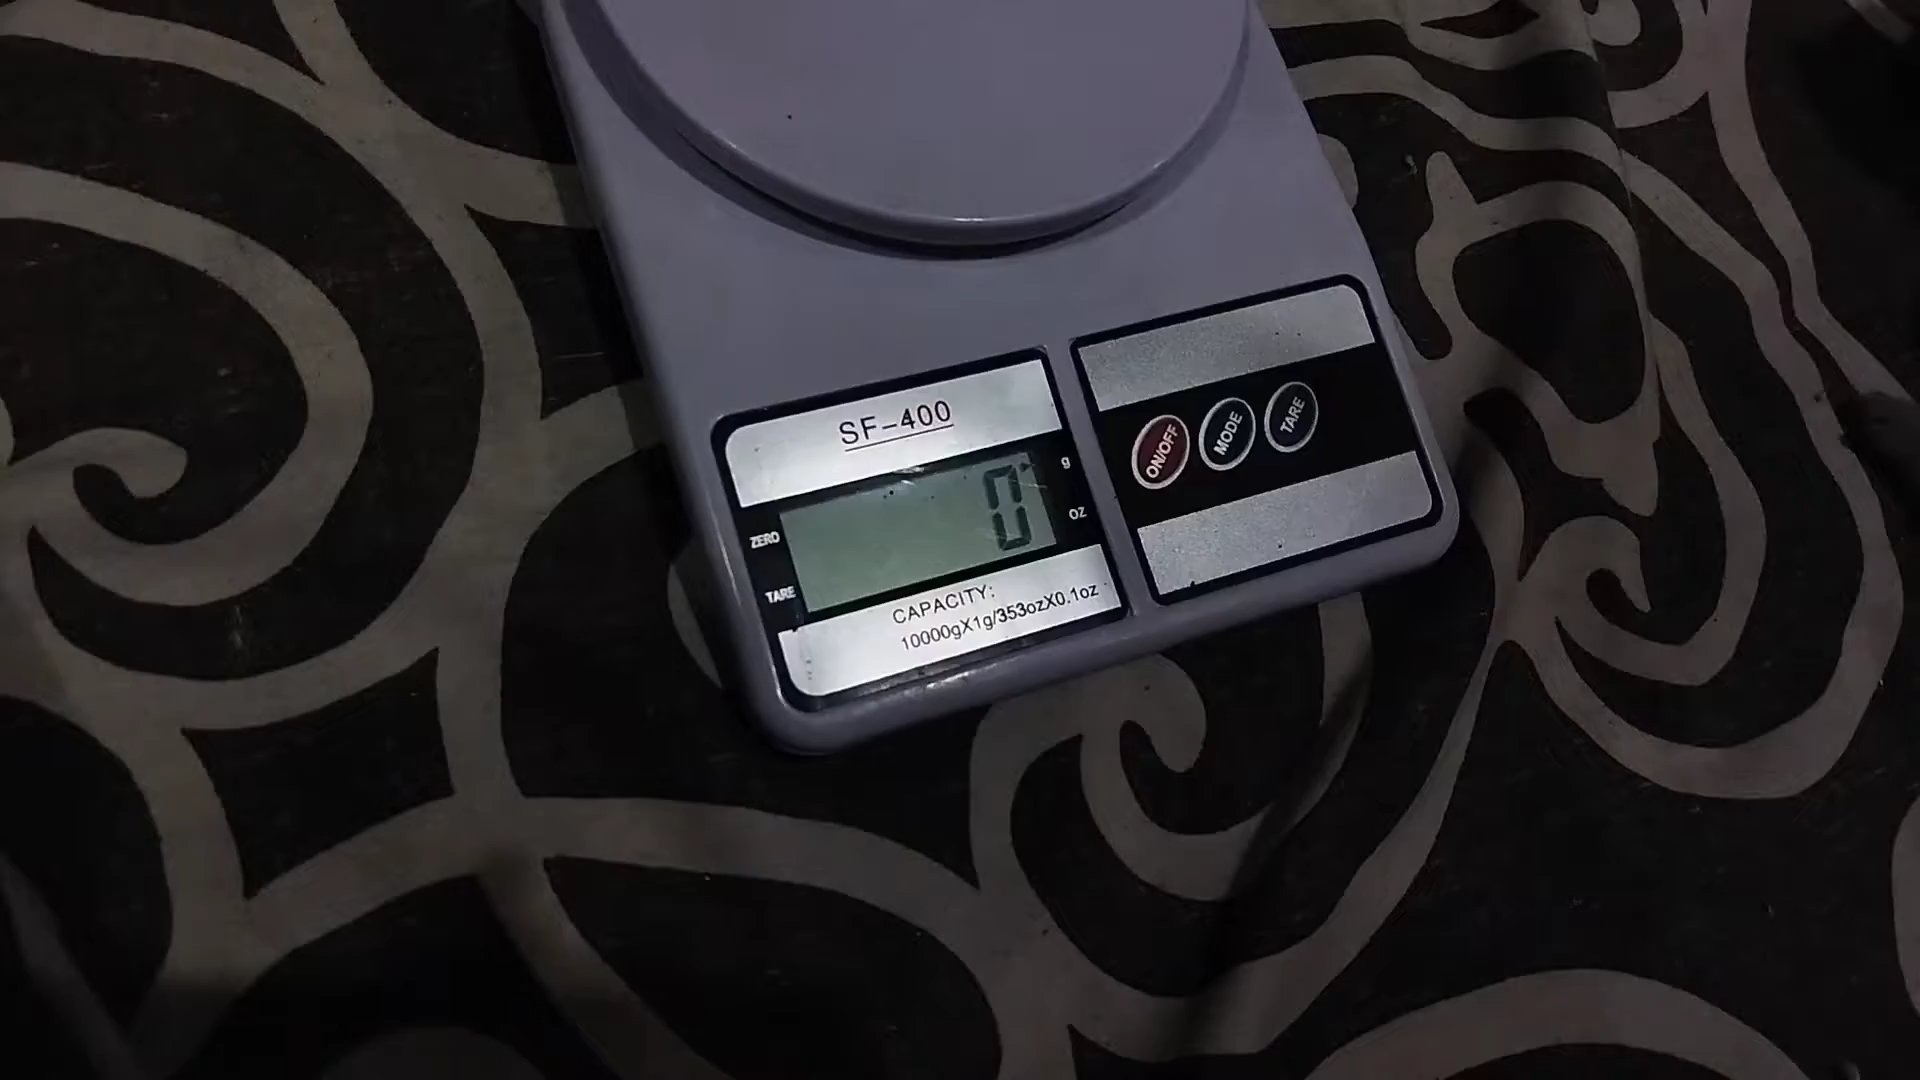 SF-400
g
0
oz
ZERO
TARE
CAPACITY:
10000gX1g/353ozX0.1oz
ON/OFF
MODE
TARE